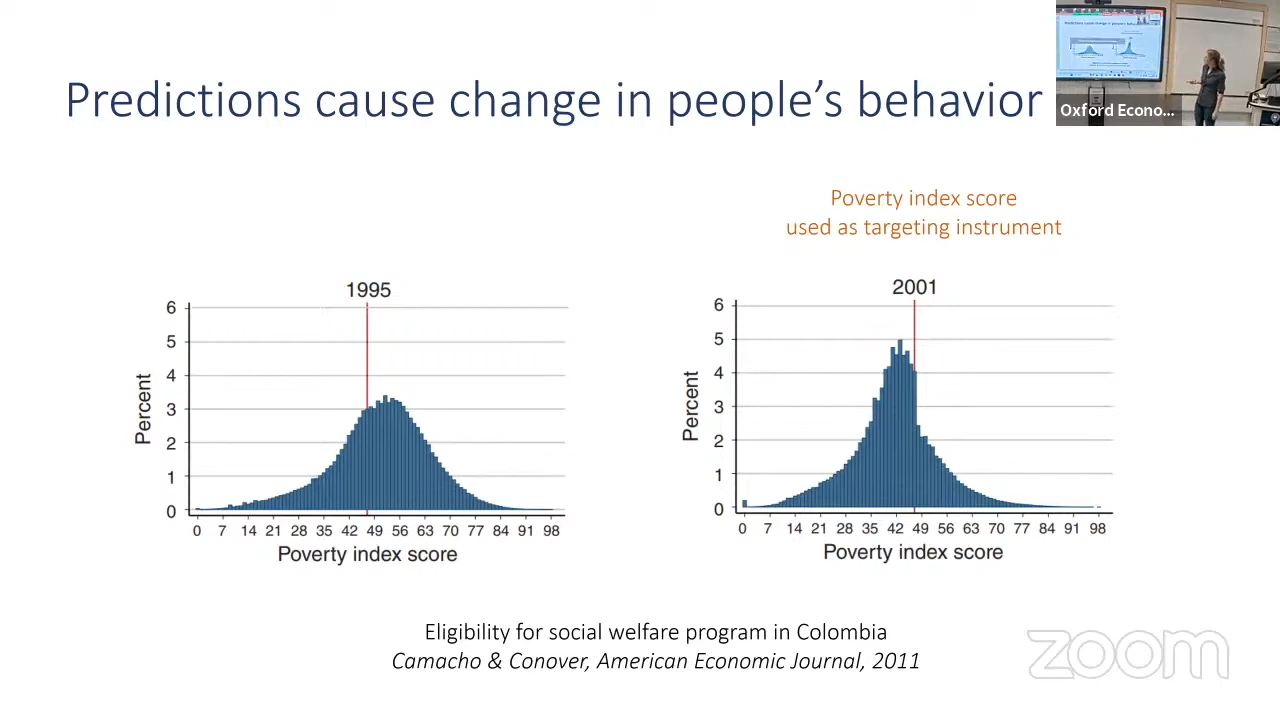 Predictions cause change in people's behavior
Oxford Econo...
Poverty index score
used as targeting instrument
1995
6
5
4
3
2
1
0
Percent
0 7 14 21 28 35 42 49 56 63 70 77 84 91 98
Poverty index score
2001
6
5
4
3
2
1
0
Percent
0 7 14 21 28 35 42 49 56 63 70 77 84 91 98
Poverty index score
Eligibility for social welfare program in Colombia
Camacho & Conover, American Economic Journal, 2011
zoom